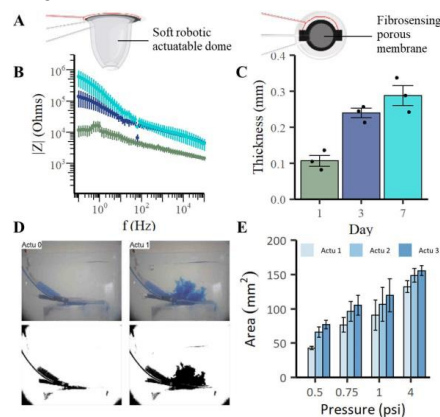 A
Soft robotic
actuatable dome
Fibrosensing
porous
membrane
B
|Z| (Ohms)
10⁶
10⁴
10²
10⁰
10²
10⁴
f (Hz)
C
Thickness (mm)
0.4
0.3
0.2
0.1
0.0
1
3
7
Day
D
Actu 0
Actu 1
E
Actu 1
Actu 2
Actu 3
Area (mm²)
200
150
100
50
0
0.5
0.75
1
4
Pressure (psi)